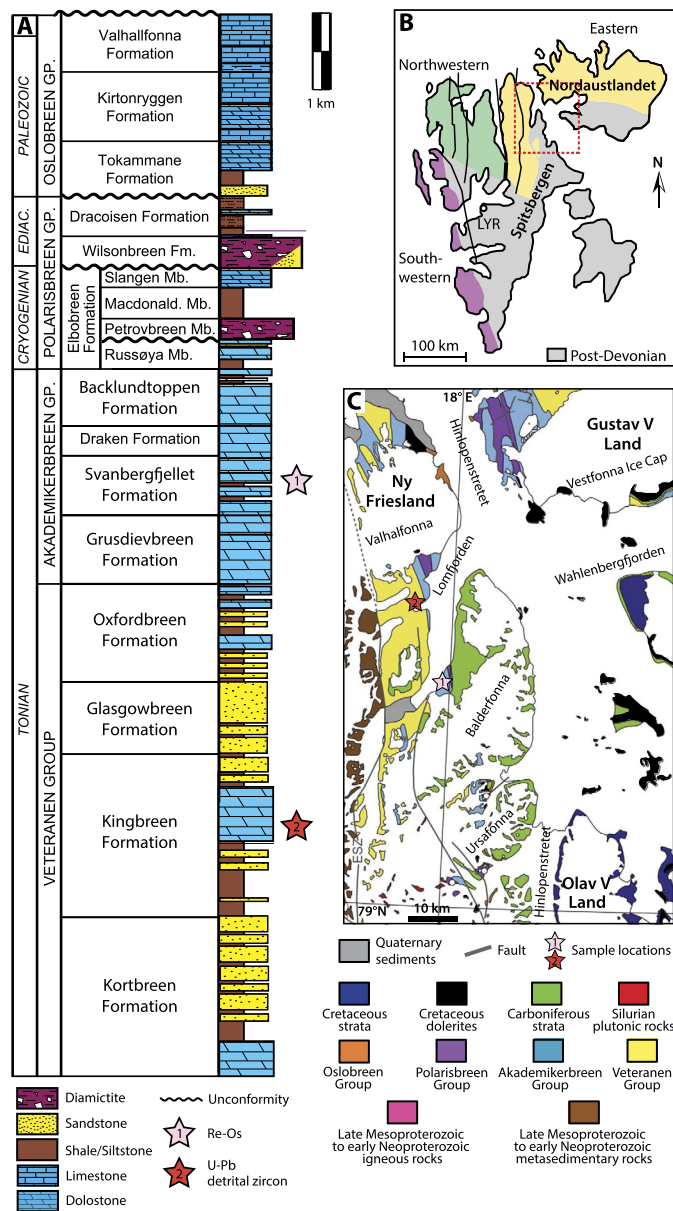 A
PALEOZOIC
OSLOBREEN GP.
Valhallfonna
Formation
Kirtonryggen
Formation
Tokammane
Formation
EDIAC.
CRYOGENIAN
POLARISBREEN GP.
Dracoisen Formation
Wilsonbreen Fm.
Elbobreen
Formation
Slangen Mb.
Macdonald. Mb.
Petrovbreen Mb.
Russøya Mb.
TONIAN
AKADEMIKERBREEN GP.
Backlundtoppen
Formation
Draken Formation
Svanbergfjellet
Formation
1
Grusdievbreen
Formation
VETERANEN GROUP
Oxfordbreen
Formation
Glasgowbreen
Formation
Kingbreen
Formation
2
Kortbreen
Formation
1 km
Diamictite
Sandstone
Shale/Siltstone
Limestone
Dolostone
Unconformity
1
Re-Os
2
U-Pb
detrital zircon
B
Eastern
Northwestern
Nordaustlandet
N
LYR
Spitsbergen
South-
western
100 km
Post-Devonian
C
18° E
Hinlopenstretet
Gustav V
Land
Ny
Friesland
Vestfonna Ice Cap
Valhalfonna
Lomfjorden
Wahlenbergfjorden
2
1
Balderfonna
Ursafonna
ESZ
Hinlopenstretet
Olav V
Land
79°N
10 km
Quaternary
sediments
Fault
1
2
Sample locations
Cretaceous
strata
Cretaceous
dolerites
Carboniferous
strata
Silurian
plutonic rocks
Oslobreen
Group
Polarisbreen
Group
Akademikerbreen
Group
Veteranen
Group
Late Mesoproterozoic
to early Neoproterozoic
igneous rocks
Late Mesoproterozoic
to early Neoproterozoic
metasedimentary rocks